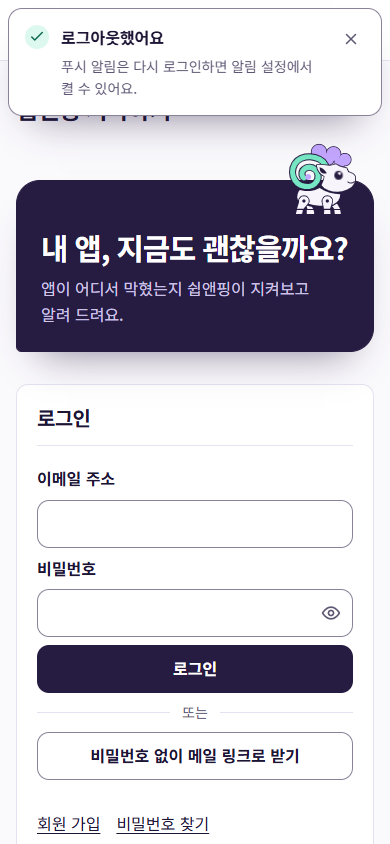 로그아웃했어요
푸시 알림은 다시 로그인하면 알림 설정에서
켤 수 있어요.
내 앱, 지금도 괜찮을까요?
앱이 어디서 막혔는지 쉽앤핑이 지켜보고
알려 드려요.
로그인
이메일 주소
비밀번호
로그인
또는
비밀번호 없이 메일 링크로 받기
회원 가입 비밀번호 찾기